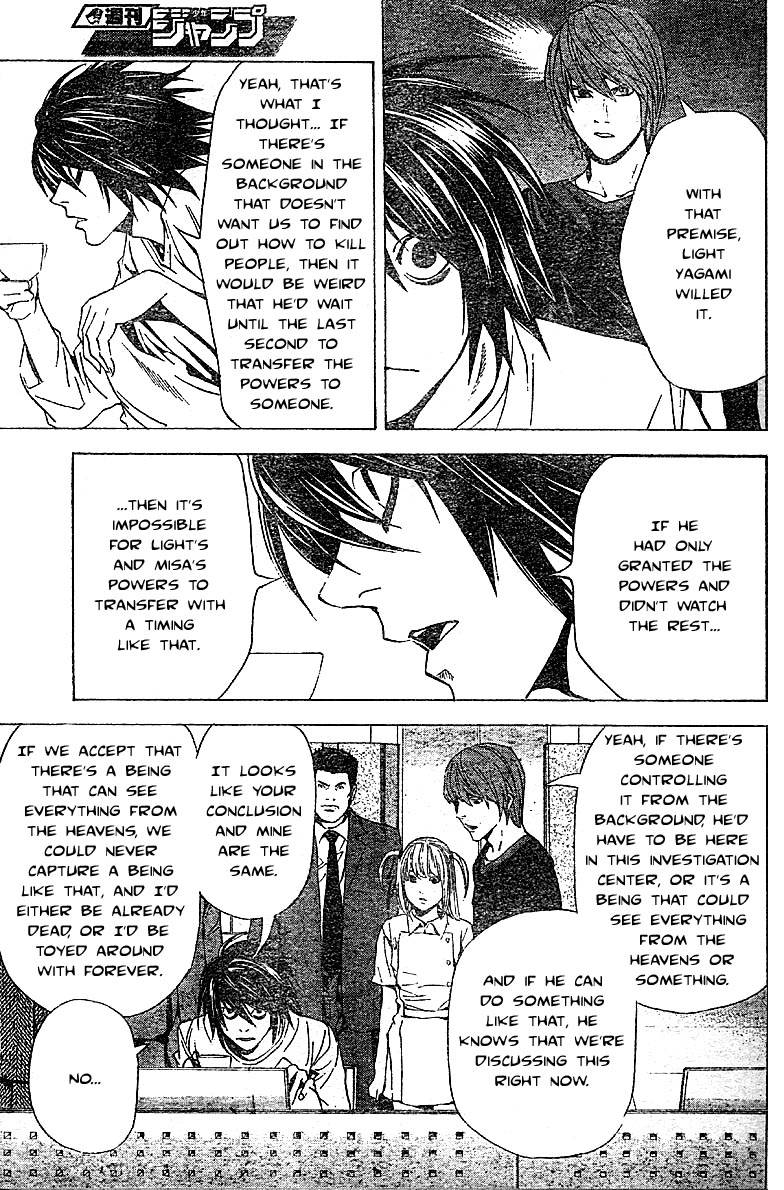 週刊
ジャンプ
WITH
THAT
PREMISE,
LIGHT
YAGAMI
WILLED
IT.
YEAH, THAT'S
WHAT I
THOUGHT... IF
THERE'S
SOMEONE IN THE
BACKGROUND
THAT DOESN'T
WANT US TO FIND
OUT HOW TO KILL
PEOPLE, THEN IT
WOULD BE WEIRD
THAT HE'D WAIT
UNTIL THE LAST
SECOND TO
TRANSFER THE
POWERS TO
SOMEONE.
IF HE
HAD ONLY
GRANTED THE
POWERS AND
DIDN'T WATCH
THE REST...
...THEN IT'S
IMPOSSIBLE
FOR LIGHT'S
AND MISA'S
POWERS TO
TRANSFER WITH
A TIMING
LIKE THAT.
YEAH, IF THERE'S
SOMEONE
CONTROLLING
IT FROM THE
BACKGROUND, HE'D
HAVE TO BE HERE
IN THIS INVESTIGATION
CENTER, OR IT'S A
BEING THAT COULD
SEE EVERYTHING
FROM THE
HEAVENS OR
SOMETHING.
AND IF HE CAN
DO SOMETHING
LIKE THAT, HE
KNOWS THAT WE'RE
DISCUSSING THIS
RIGHT NOW.
IT LOOKS
LIKE YOUR
CONCLUSION
AND MINE
ARE THE
SAME.
IF WE ACCEPT THAT
THERE'S A BEING
THAT CAN SEE
EVERYTHING FROM
THE HEAVENS, WE
COULD NEVER
CAPTURE A BEING
LIKE THAT, AND I'D
EITHER BE ALREADY
DEAD, OR I'D BE
TOYED AROUND
WITH FOREVER.
NO...